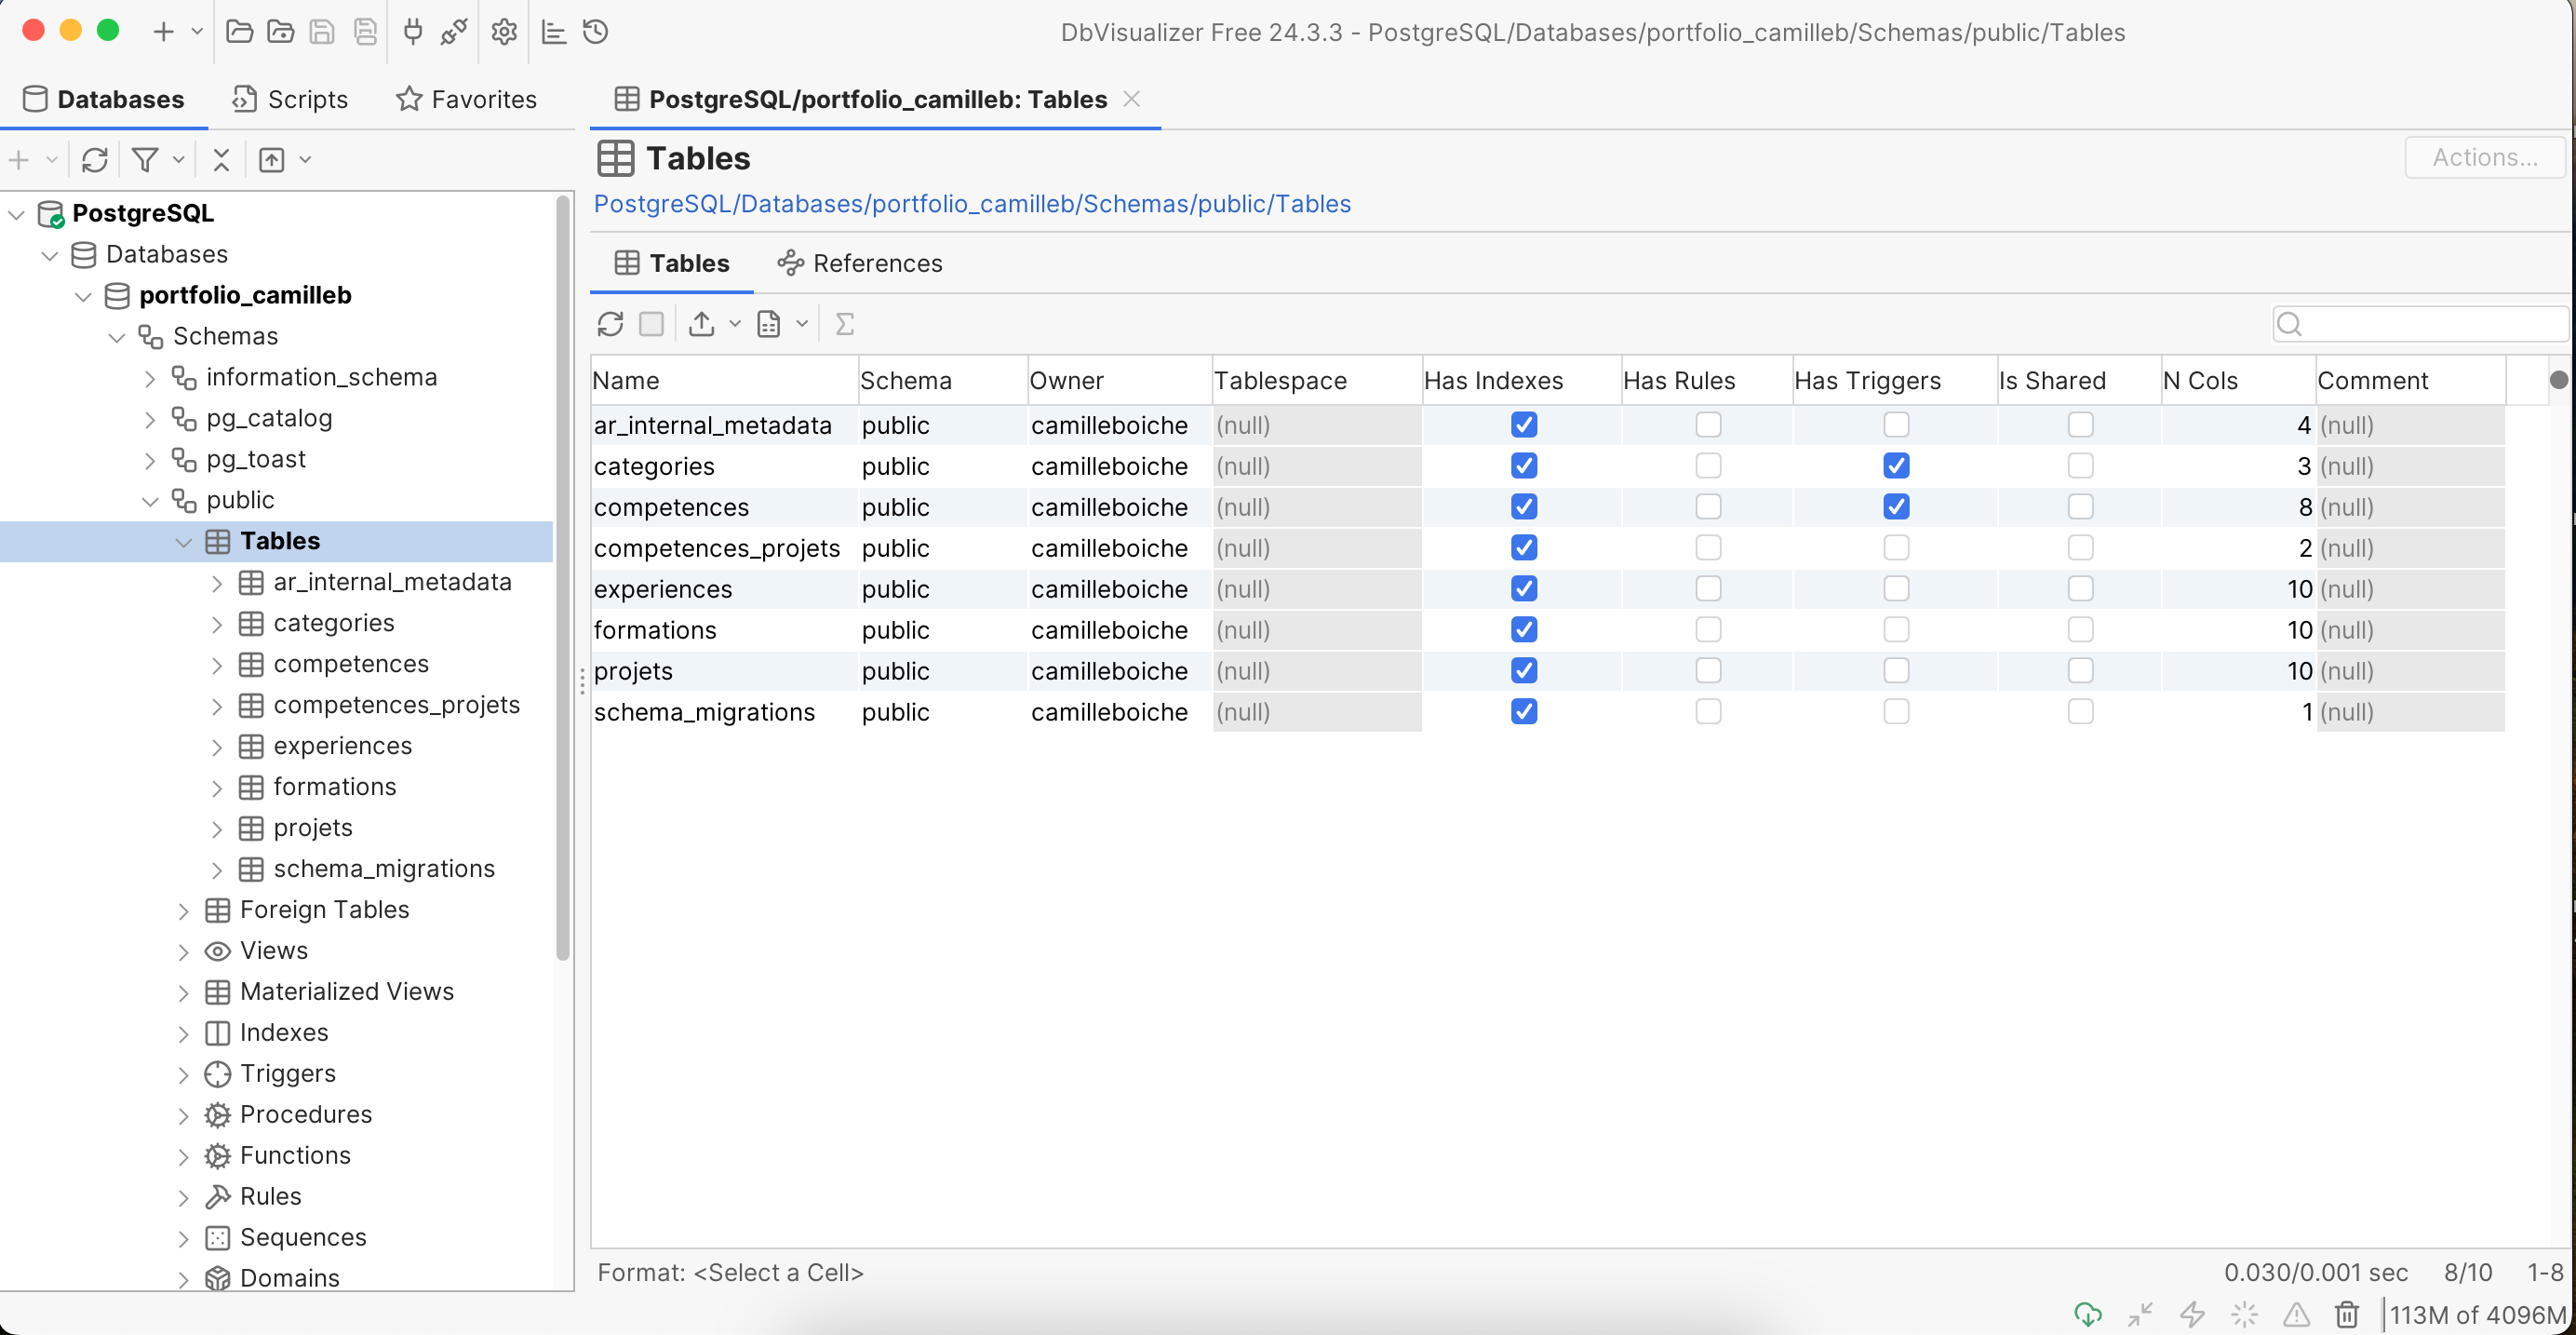 DbVisualizer Free 24.3.3 - PostgreSQL/Databases/portfolio_camilleb/Schemas/public/Tables
Databases Scripts Favorites
PostgreSQL/portfolio_camilleb: Tables
Tables
Actions...
PostgreSQL/Databases/portfolio_camilleb/Schemas/public/Tables
Tables References
PostgreSQL
Databases
portfolio_camilleb
Schemas
information_schema
pg_catalog
pg_toast
public
Tables
ar_internal_metadata
categories
competences
competences_projets
experiences
formations
projets
schema_migrations
Foreign Tables
Views
Materialized Views
Indexes
Triggers
Procedures
Functions
Rules
Sequences
Domains
Name Schema Owner Tablespace Has Indexes Has Rules Has Triggers Is Shared N Cols Comment
ar_internal_metadata public camilleboiche (null) 4 (null)
categories public camilleboiche (null) 3 (null)
competences public camilleboiche (null) 8 (null)
competences_projets public camilleboiche (null) 2 (null)
experiences public camilleboiche (null) 10 (null)
formations public camilleboiche (null) 10 (null)
projets public camilleboiche (null) 10 (null)
schema_migrations public camilleboiche (null) 1 (null)
Format: <Select a Cell>
0.030/0.001 sec 8/10 1-8
113M of 4096M